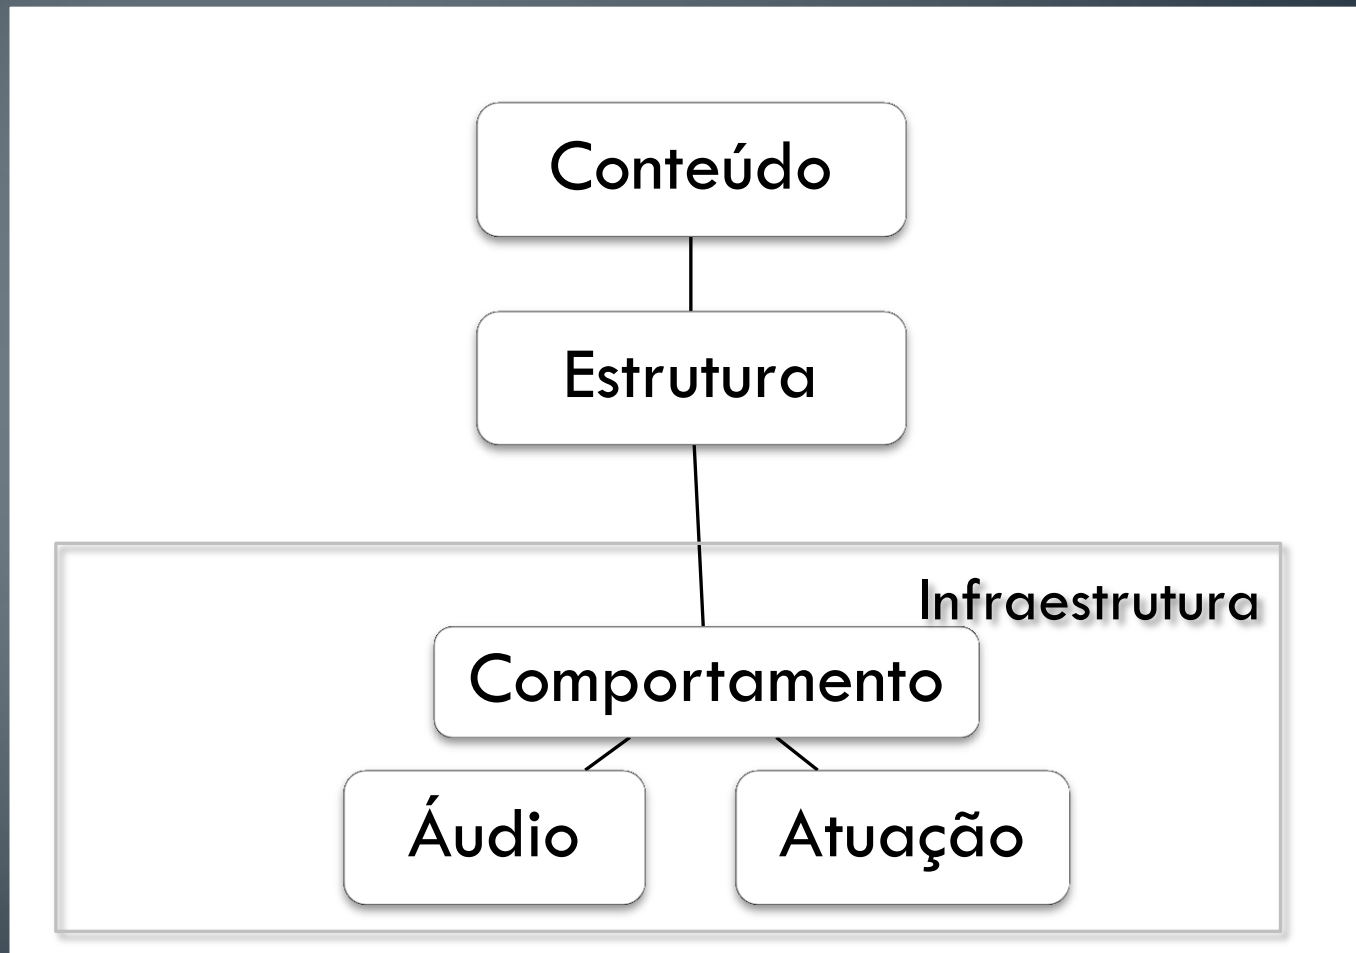 Conteúdo
Estrutura
Infraestrutura
Comportamento
Áudio
Atuação